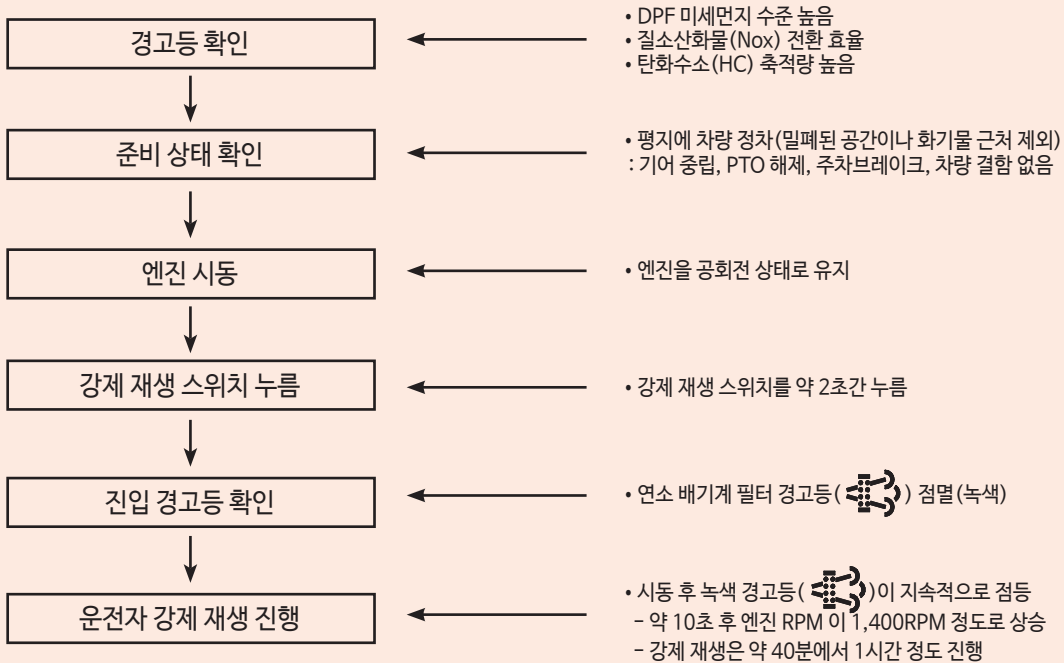 경고등 확인
• DPF 미세먼지 수준 높음
• 질소산화물(Nox) 전환 효율
• 탄화수소(HC) 축적량 높음
준비 상태 확인
• 평지에 차량 정차(밀폐된 공간이나 화기물 근처 제외)
: 기어 중립, PTO 해제, 주차브레이크, 차량 결함 없음
엔진 시동
• 엔진을 공회전 상태로 유지
강제 재생 스위치 누름
• 강제 재생 스위치를 약 2초간 누름
진입 경고등 확인
• 연소 배기계 필터 경고등( ) 점멸(녹색)
운전자 강제 재생 진행
• 시동 후 녹색 경고등( )이 지속적으로 점등
- 약 10초 후 엔진 RPM 이 1,400RPM 정도로 상승
- 강제 재생은 약 40분에서 1시간 정도 진행